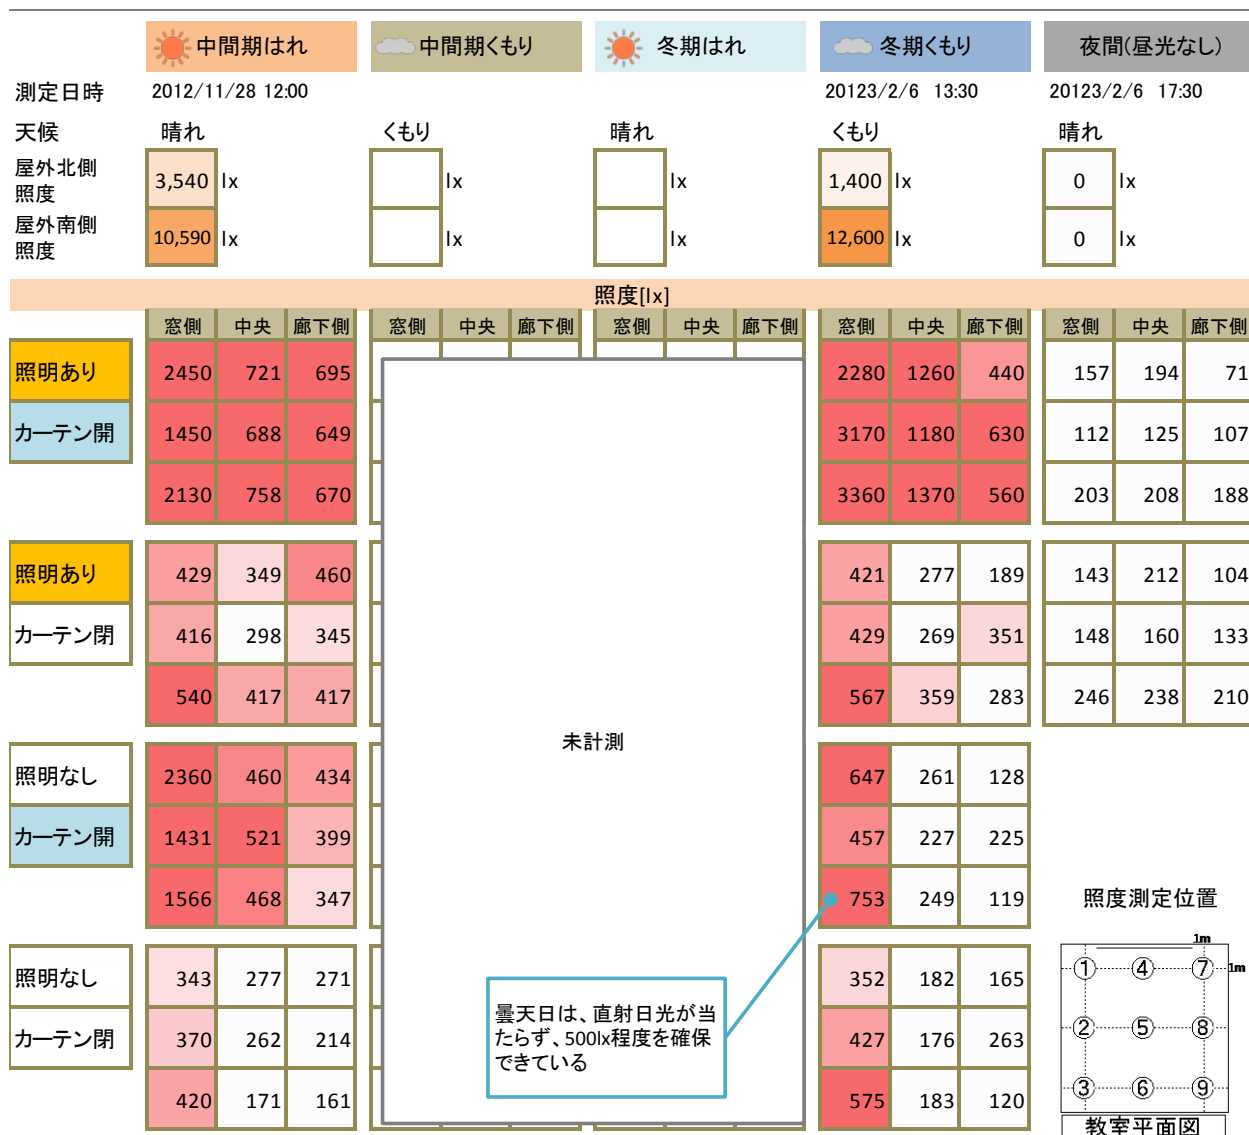 中間期はれ 中間期くもり 冬期はれ 冬期くもり 夜間(昼光なし)
測定日時 2012/11/28 12:00 20123/2/6 13:30 20123/2/6 17:30
天候 晴れ くもり 晴れ くもり 晴れ
屋外北側
照度
3,540 lx lx lx 1,400 lx 0 lx
屋外南側
照度
10,590 lx lx lx 12,600 lx 0 lx
照度[lx]
窓側 中央 廊下側 窓側 中央 廊下側 窓側 中央 廊下側 窓側 中央 廊下側 窓側 中央 廊下側
照明あり 2450 721 695 2280 1260 440 157 194 71
カーテン開 1450 688 649 3170 1180 630 112 125 107
2130 758 670 3360 1370 560 203 208 188
照明あり 429 349 460 421 277 189 143 212 104
カーテン閉 416 298 345 429 269 351 148 160 133
540 417 417 567 359 283 246 238 210
未計測
照明なし 2360 460 434 647 261 128
カーテン開 1431 521 399 457 227 225
1566 468 347 753 249 119
照明なし 343 277 271 352 182 165
カーテン閉 370 262 214 427 176 263
420 171 161 575 183 120
曇天日は、直射日光が当
たらず、500lx程度を確保
できている
照度測定位置
1m
① ④ ⑦ 1m
② ⑤ ⑧
③ ⑥ ⑨
教室平面図